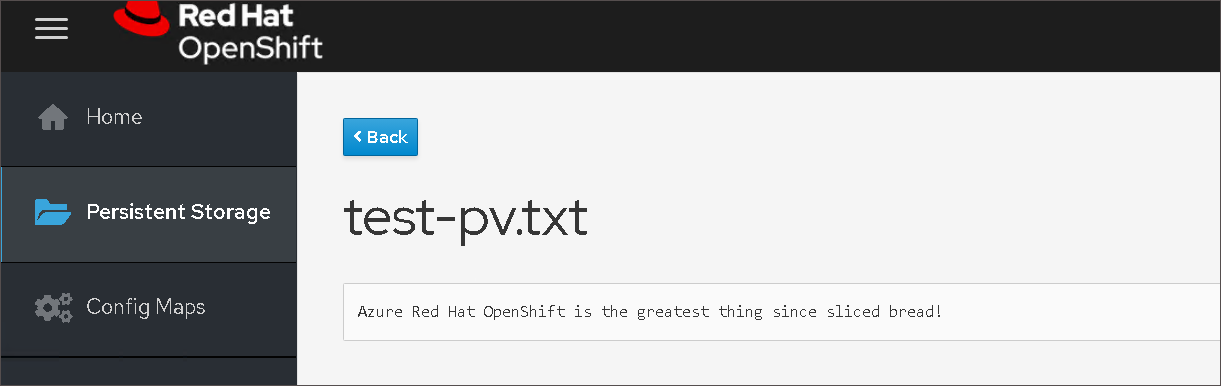 Red Hat
OpenShift
Home
Persistent Storage
Config Maps
Back
test-pv.txt
Azure Red Hat OpenShift is the greatest thing since sliced bread!